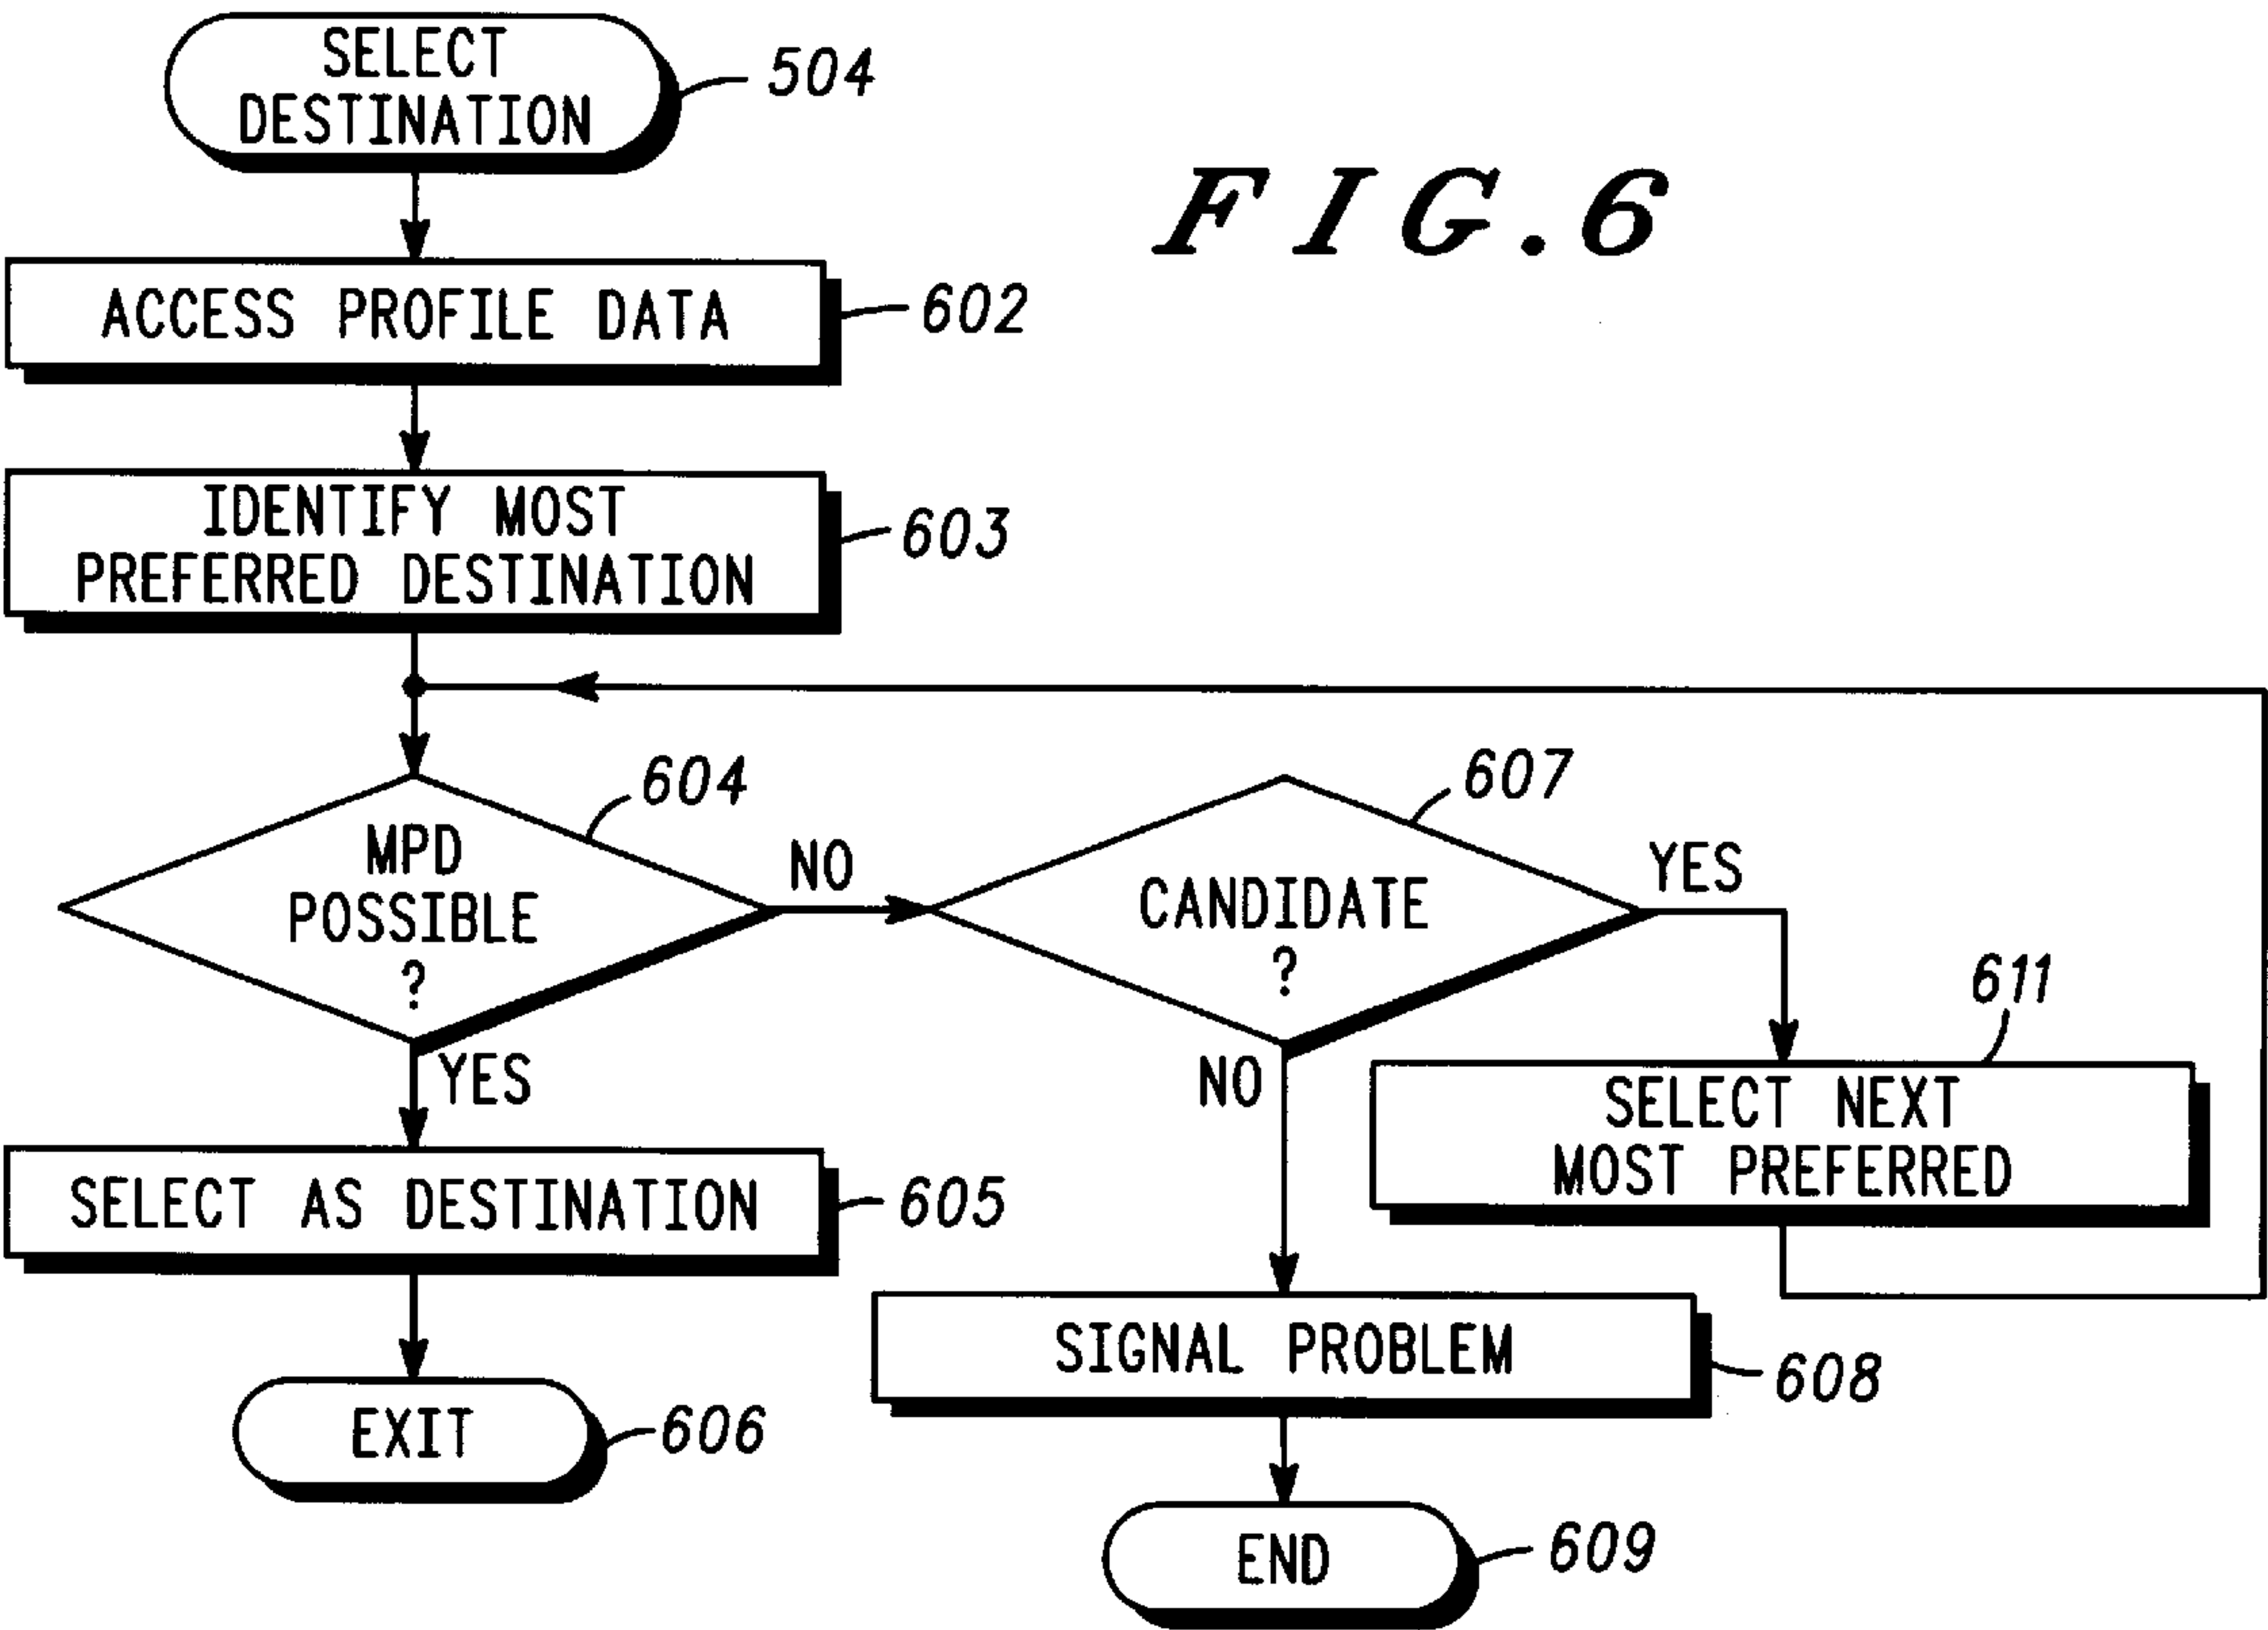 SELECT
DESTINATION
504
FIG.6
ACCESS PROFILE DATA
602
IDENTIFY MOST
PREFERRED DESTINATION
603
MPD
POSSIBLE
?
604
NO
YES
CANDIDATE
?
607
YES
NO
611
SELECT NEXT
MOST PREFERRED
SELECT AS DESTINATION
605
SIGNAL PROBLEM
608
EXIT
606
END
609